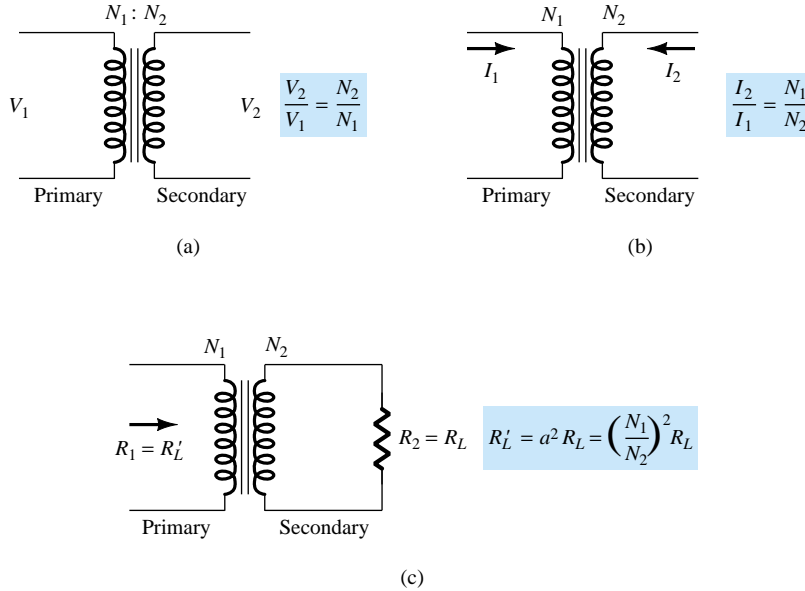 N₁ : N₂
V₁
V₂
V₂/V₁ = N₂/N₁
Primary
Secondary
(a)
N₁
N₂
I₁
I₂
I₂/I₁ = N₁/N₂
Primary
Secondary
(b)
N₁
N₂
R₁ = R′L
R₂ = RL
R′L = a² RL = (N₁/N₂)² RL
Primary
Secondary
(c)